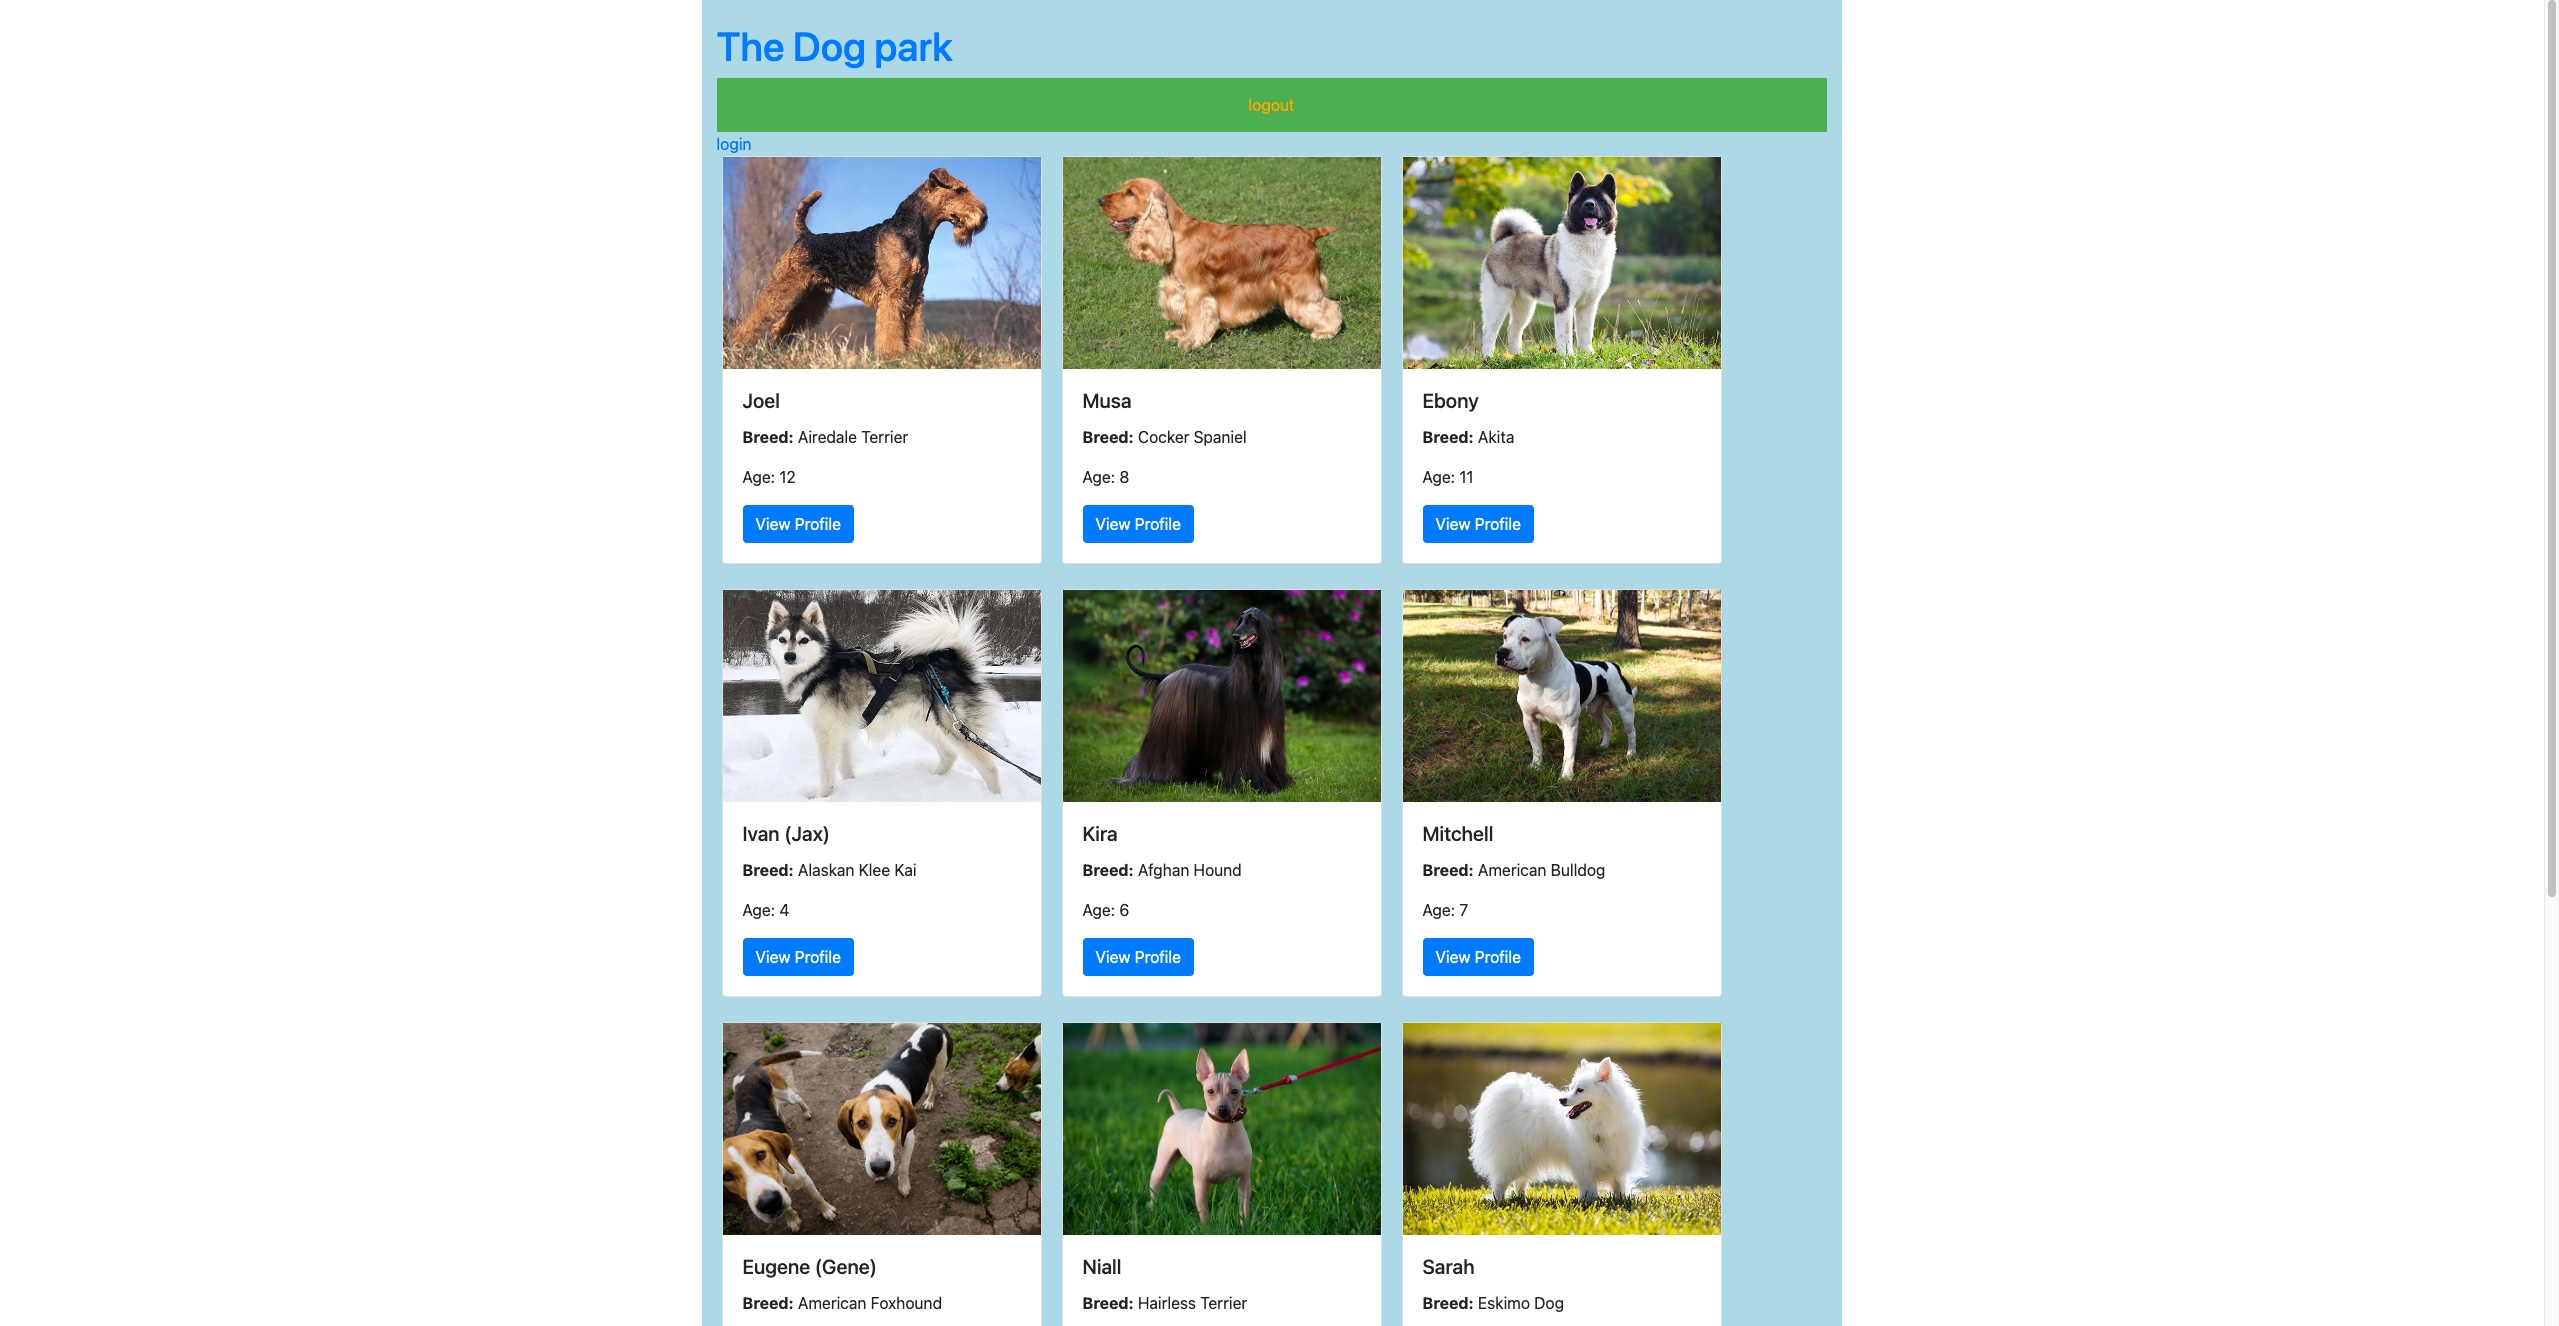 The Dog park
logout
login
Joel
Breed: Airedale Terrier
Age: 12
View Profile
Musa
Breed: Cocker Spaniel
Age: 8
View Profile
Ebony
Breed: Akita
Age: 11
View Profile
Ivan (Jax)
Breed: Alaskan Klee Kai
Age: 4
View Profile
Kira
Breed: Afghan Hound
Age: 6
View Profile
Mitchell
Breed: American Bulldog
Age: 7
View Profile
Eugene (Gene)
Breed: American Foxhound
Niall
Breed: Hairless Terrier
Sarah
Breed: Eskimo Dog